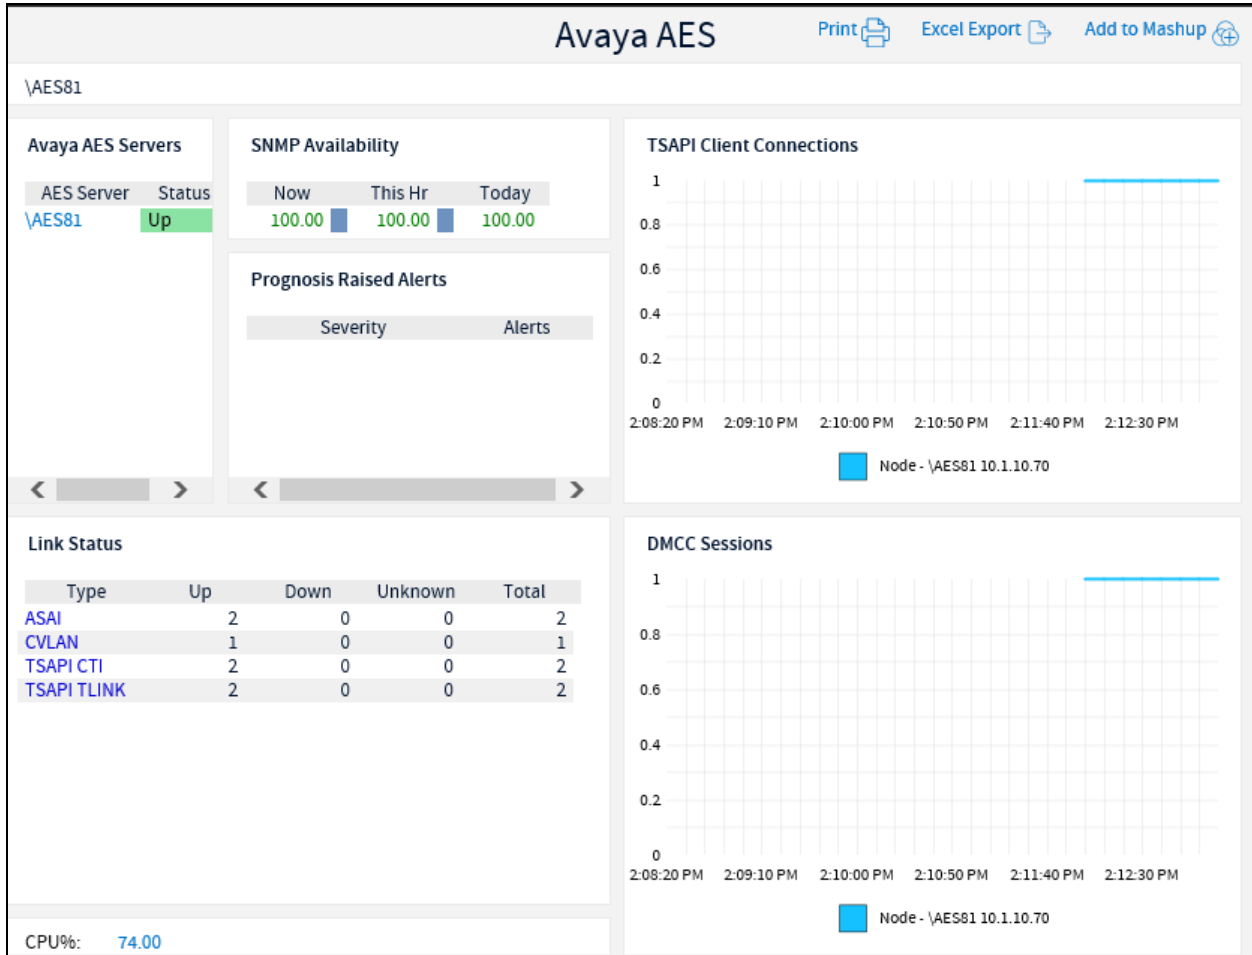 Avaya AES
Print
Excel Export
Add to Mashup
\AES81
Avaya AES Servers
AES Server Status
\AES81 Up
SNMP Availability
Now This Hr Today
100.00 100.00 100.00
Prognosis Raised Alerts
Severity Alerts
TSAPI Client Connections
1
0.8
0.6
0.4
0.2
0
2:08:20 PM 2:09:10 PM 2:10:00 PM 2:10:50 PM 2:11:40 PM 2:12:30 PM
Node - \AES81 10.1.10.70
Link Status
Type Up Down Unknown Total
ASAI 2 0 0 2
CVLAN 1 0 0 1
TSAPI CTI 2 0 0 2
TSAPI TLINK 2 0 0 2
DMCC Sessions
1
0.8
0.6
0.4
0.2
0
2:08:20 PM 2:09:10 PM 2:10:00 PM 2:10:50 PM 2:11:40 PM 2:12:30 PM
Node - \AES81 10.1.10.70
CPU%: 74.00